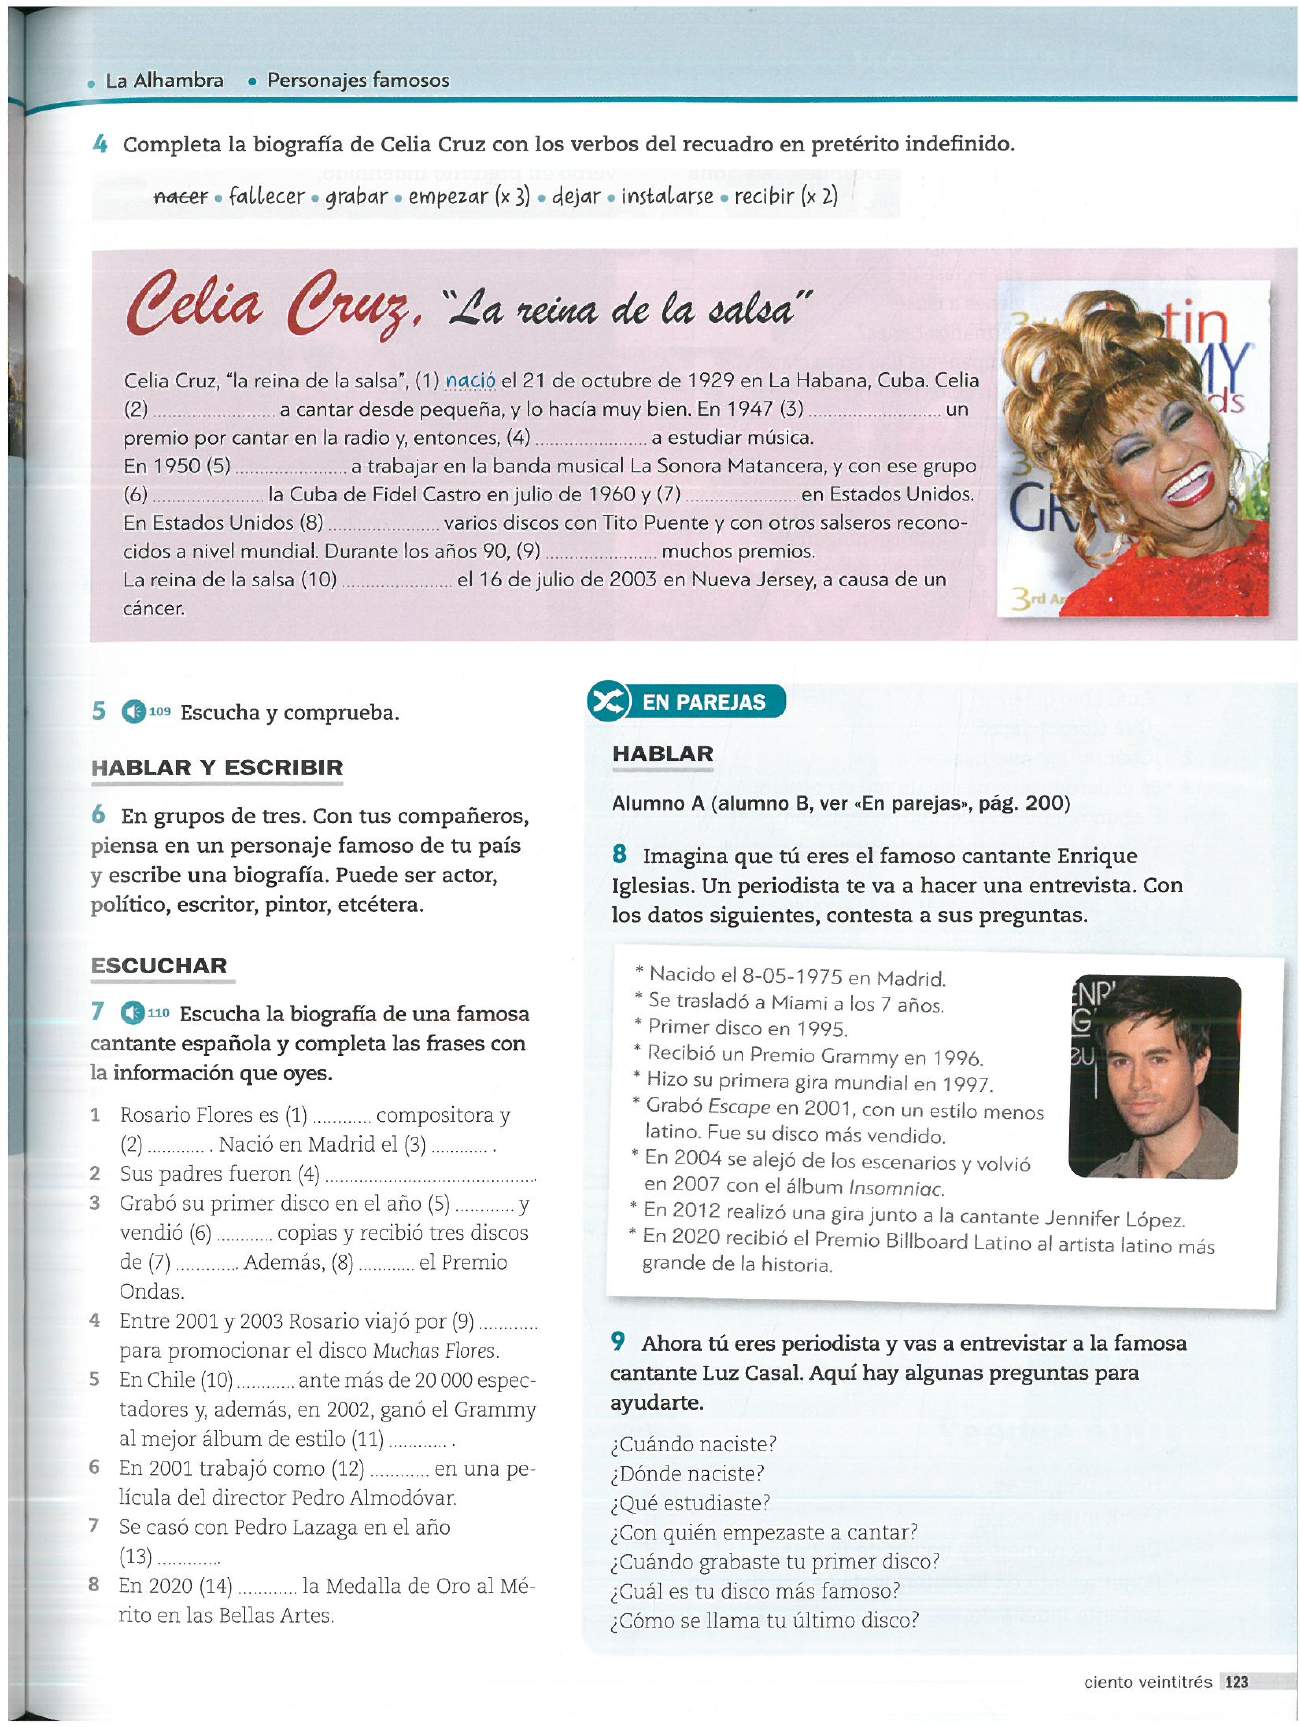 • La Alhambra • Personajes famosos
4 Completa la biografía de Celia Cruz con los verbos del recuadro en pretérito indefinido.
nacer • fallecer • grabar • empezar (x 3) • dejar • instalarse • recibir (x 2)
Celia Cruz, "La reina de la salsa"
Celia Cruz, "la reina de la salsa", (1) nació el 21 de octubre de 1929 en La Habana, Cuba. Celia
(2) ........................ a cantar desde pequeña, y lo hacía muy bien. En 1947 (3) .......................... un
premio por cantar en la radio y, entonces, (4) ...................... a estudiar música.
En 1950 (5) ...................... a trabajar en la banda musical La Sonora Matancera, y con ese grupo
(6) ...................... la Cuba de Fidel Castro en julio de 1960 y (7) ...................... en Estados Unidos.
En Estados Unidos (8) ...................... varios discos con Tito Puente y con otros salseros recono-
cidos a nivel mundial. Durante los años 90, (9) ...................... muchos premios.
La reina de la salsa (10) ...................... el 16 de julio de 2003 en Nueva Jersey, a causa de un
cáncer.
5 109 Escucha y comprueba.
HABLAR Y ESCRIBIR
6 En grupos de tres. Con tus compañeros,
piensa en un personaje famoso de tu país
y escribe una biografía. Puede ser actor,
político, escritor, pintor, etcétera.
ESCUCHAR
7 110 Escucha la biografía de una famosa
cantante española y completa las frases con
la información que oyes.
1 Rosario Flores es (1) ............ compositora y
(2) ............ . Nació en Madrid el (3) ............ .
2 Sus padres fueron (4) ...........................................
3 Grabó su primer disco en el año (5) ............ y
vendió (6) ............ copias y recibió tres discos
de (7) ............ Además, (8) ............ el Premio
Ondas.
4 Entre 2001 y 2003 Rosario viajó por (9) ............
para promocionar el disco Muchas Flores.
5 En Chile (10) ............ ante más de 20 000 espec-
tadores y, además, en 2002, ganó el Grammy
al mejor álbum de estilo (11) ............ .
6 En 2001 trabajó como (12) ............ en una pe-
lícula del director Pedro Almodóvar.
7 Se casó con Pedro Lazaga en el año
(13) .............
8 En 2020 (14) ............ la Medalla de Oro al Mé-
rito en las Bellas Artes.
EN PAREJAS
HABLAR
Alumno A (alumno B, ver «En parejas», pág. 200)
8 Imagina que tú eres el famoso cantante Enrique
Iglesias. Un periodista te va a hacer una entrevista. Con
los datos siguientes, contesta a sus preguntas.
* Nacido el 8-05-1975 en Madrid.
* Se trasladó a Miami a los 7 años.
* Primer disco en 1995.
* Recibió un Premio Grammy en 1996.
* Hizo su primera gira mundial en 1997.
* Grabó Escape en 2001, con un estilo menos
latino. Fue su disco más vendido.
* En 2004 se alejó de los escenarios y volvió
en 2007 con el álbum Insomniac.
* En 2012 realizó una gira junto a la cantante Jennifer López.
* En 2020 recibió el Premio Billboard Latino al artista latino más
grande de la historia.
9 Ahora tú eres periodista y vas a entrevistar a la famosa
cantante Luz Casal. Aquí hay algunas preguntas para
ayudarte.
¿Cuándo naciste?
¿Dónde naciste?
¿Qué estudiaste?
¿Con quién empezaste a cantar?
¿Cuándo grabaste tu primer disco?
¿Cuál es tu disco más famoso?
¿Cómo se llama tu último disco?
ciento veintitrés 123